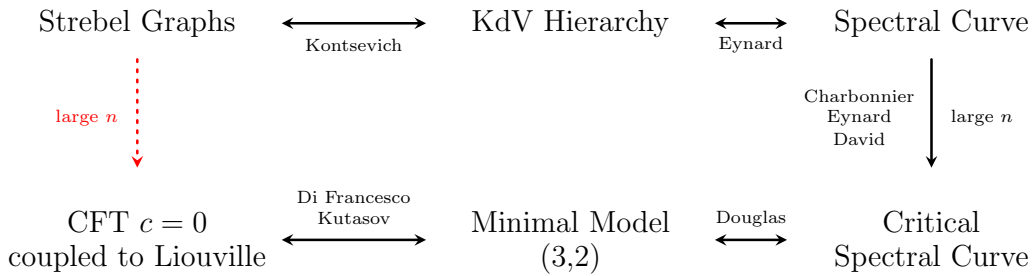 Strebel Graphs
KdV Hierarchy
Spectral Curve
Kontsevich
Eynard
large n
Charbonnier
Eynard
David
large n
Di Francesco
Kutasov
Douglas
CFT c = 0
coupled to Liouville
Minimal Model
(3,2)
Critical
Spectral Curve